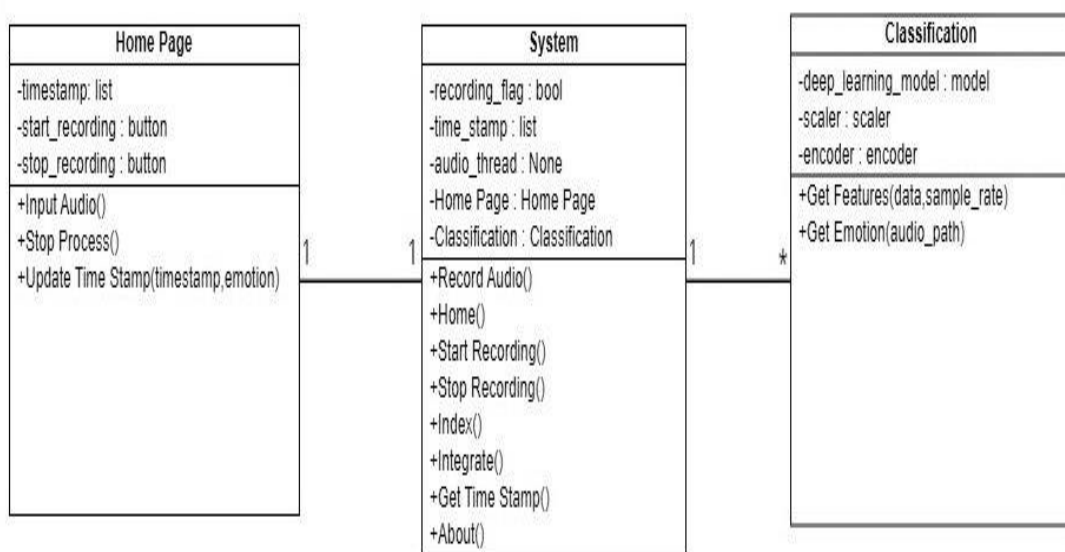 Home Page
-timestamp: list
-start_recording : button
-stop_recording : button
+Input Audio()
+Stop Process()
+Update Time Stamp(timestamp,emotion)
1
1
System
-recording_flag : bool
-time_stamp : list
-audio_thread : None
-Home Page : Home Page
-Classification : Classification
+Record Audio()
+Home()
+Start Recording()
+Stop Recording()
+Index()
+Integrate()
+Get Time Stamp()
+About()
1
*
Classification
-deep_learning_model : model
-scaler : scaler
-encoder : encoder
+Get Features(data,sample_rate)
+Get Emotion(audio_path)